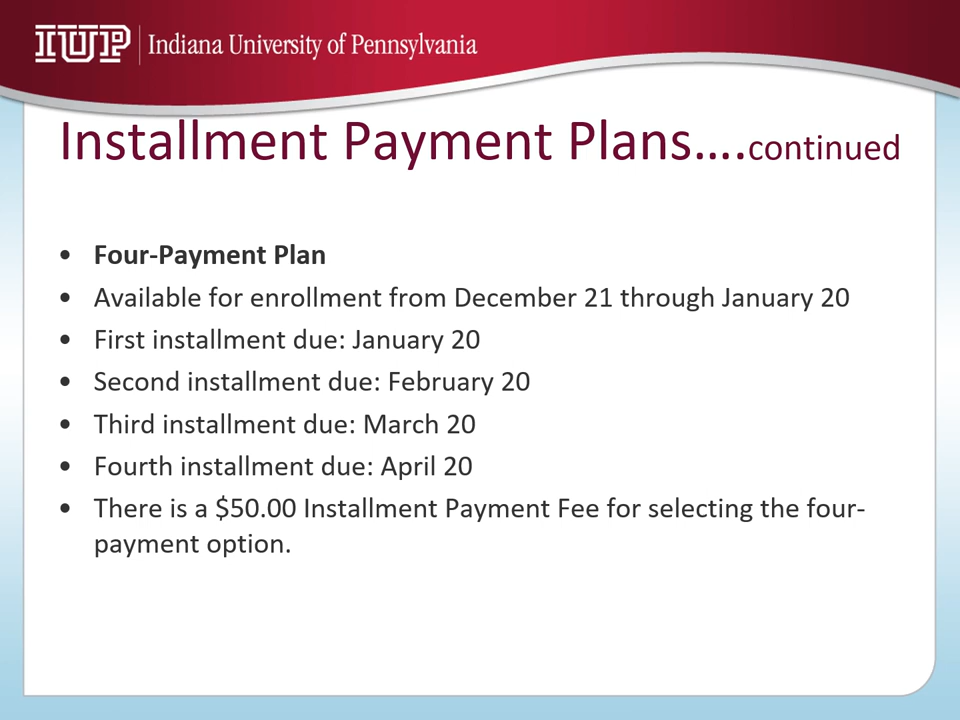 IUP Indiana University of Pennsylvania
Installment Payment Plans….continued
• Four-Payment Plan
• Available for enrollment from December 21 through January 20
• First installment due: January 20
• Second installment due: February 20
• Third installment due: March 20
• Fourth installment due: April 20
• There is a $50.00 Installment Payment Fee for selecting the four-
payment option.